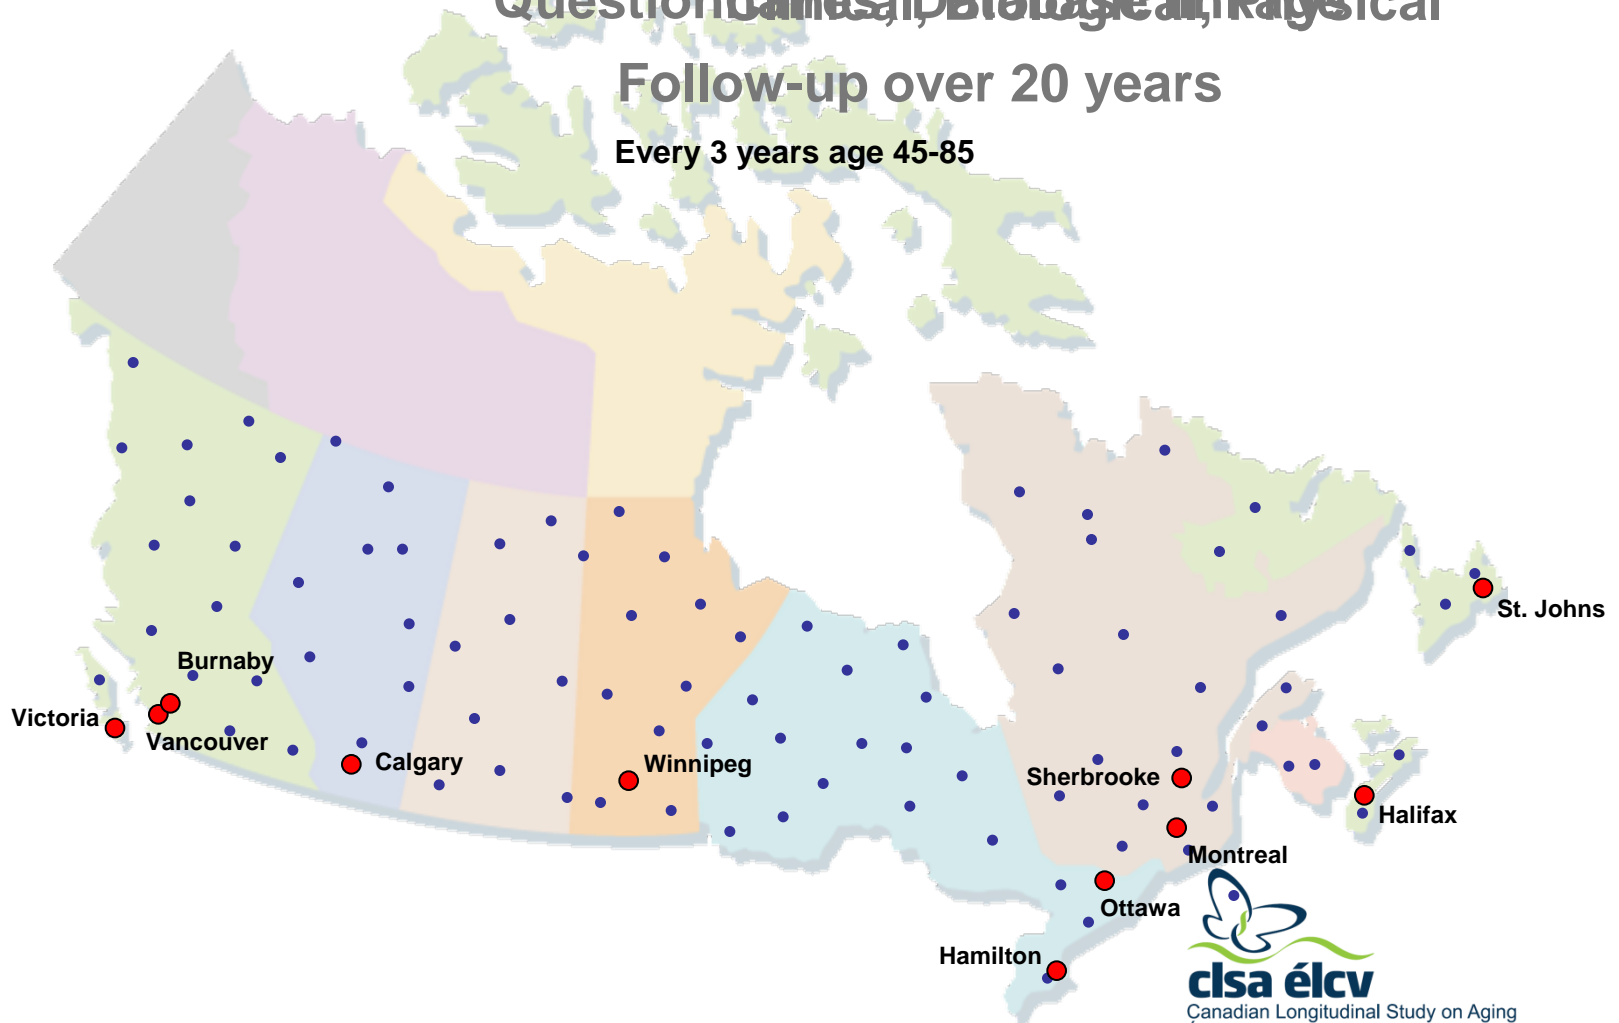 Follow-up over 20 years
Every 3 years age 45-85
St. Johns
Burnaby
Victoria
Vancouver
Calgary
Winnipeg
Sherbrooke
Halifax
Montreal
Ottawa
Hamilton
clsa élcv
Canadian Longitudinal Study on Aging